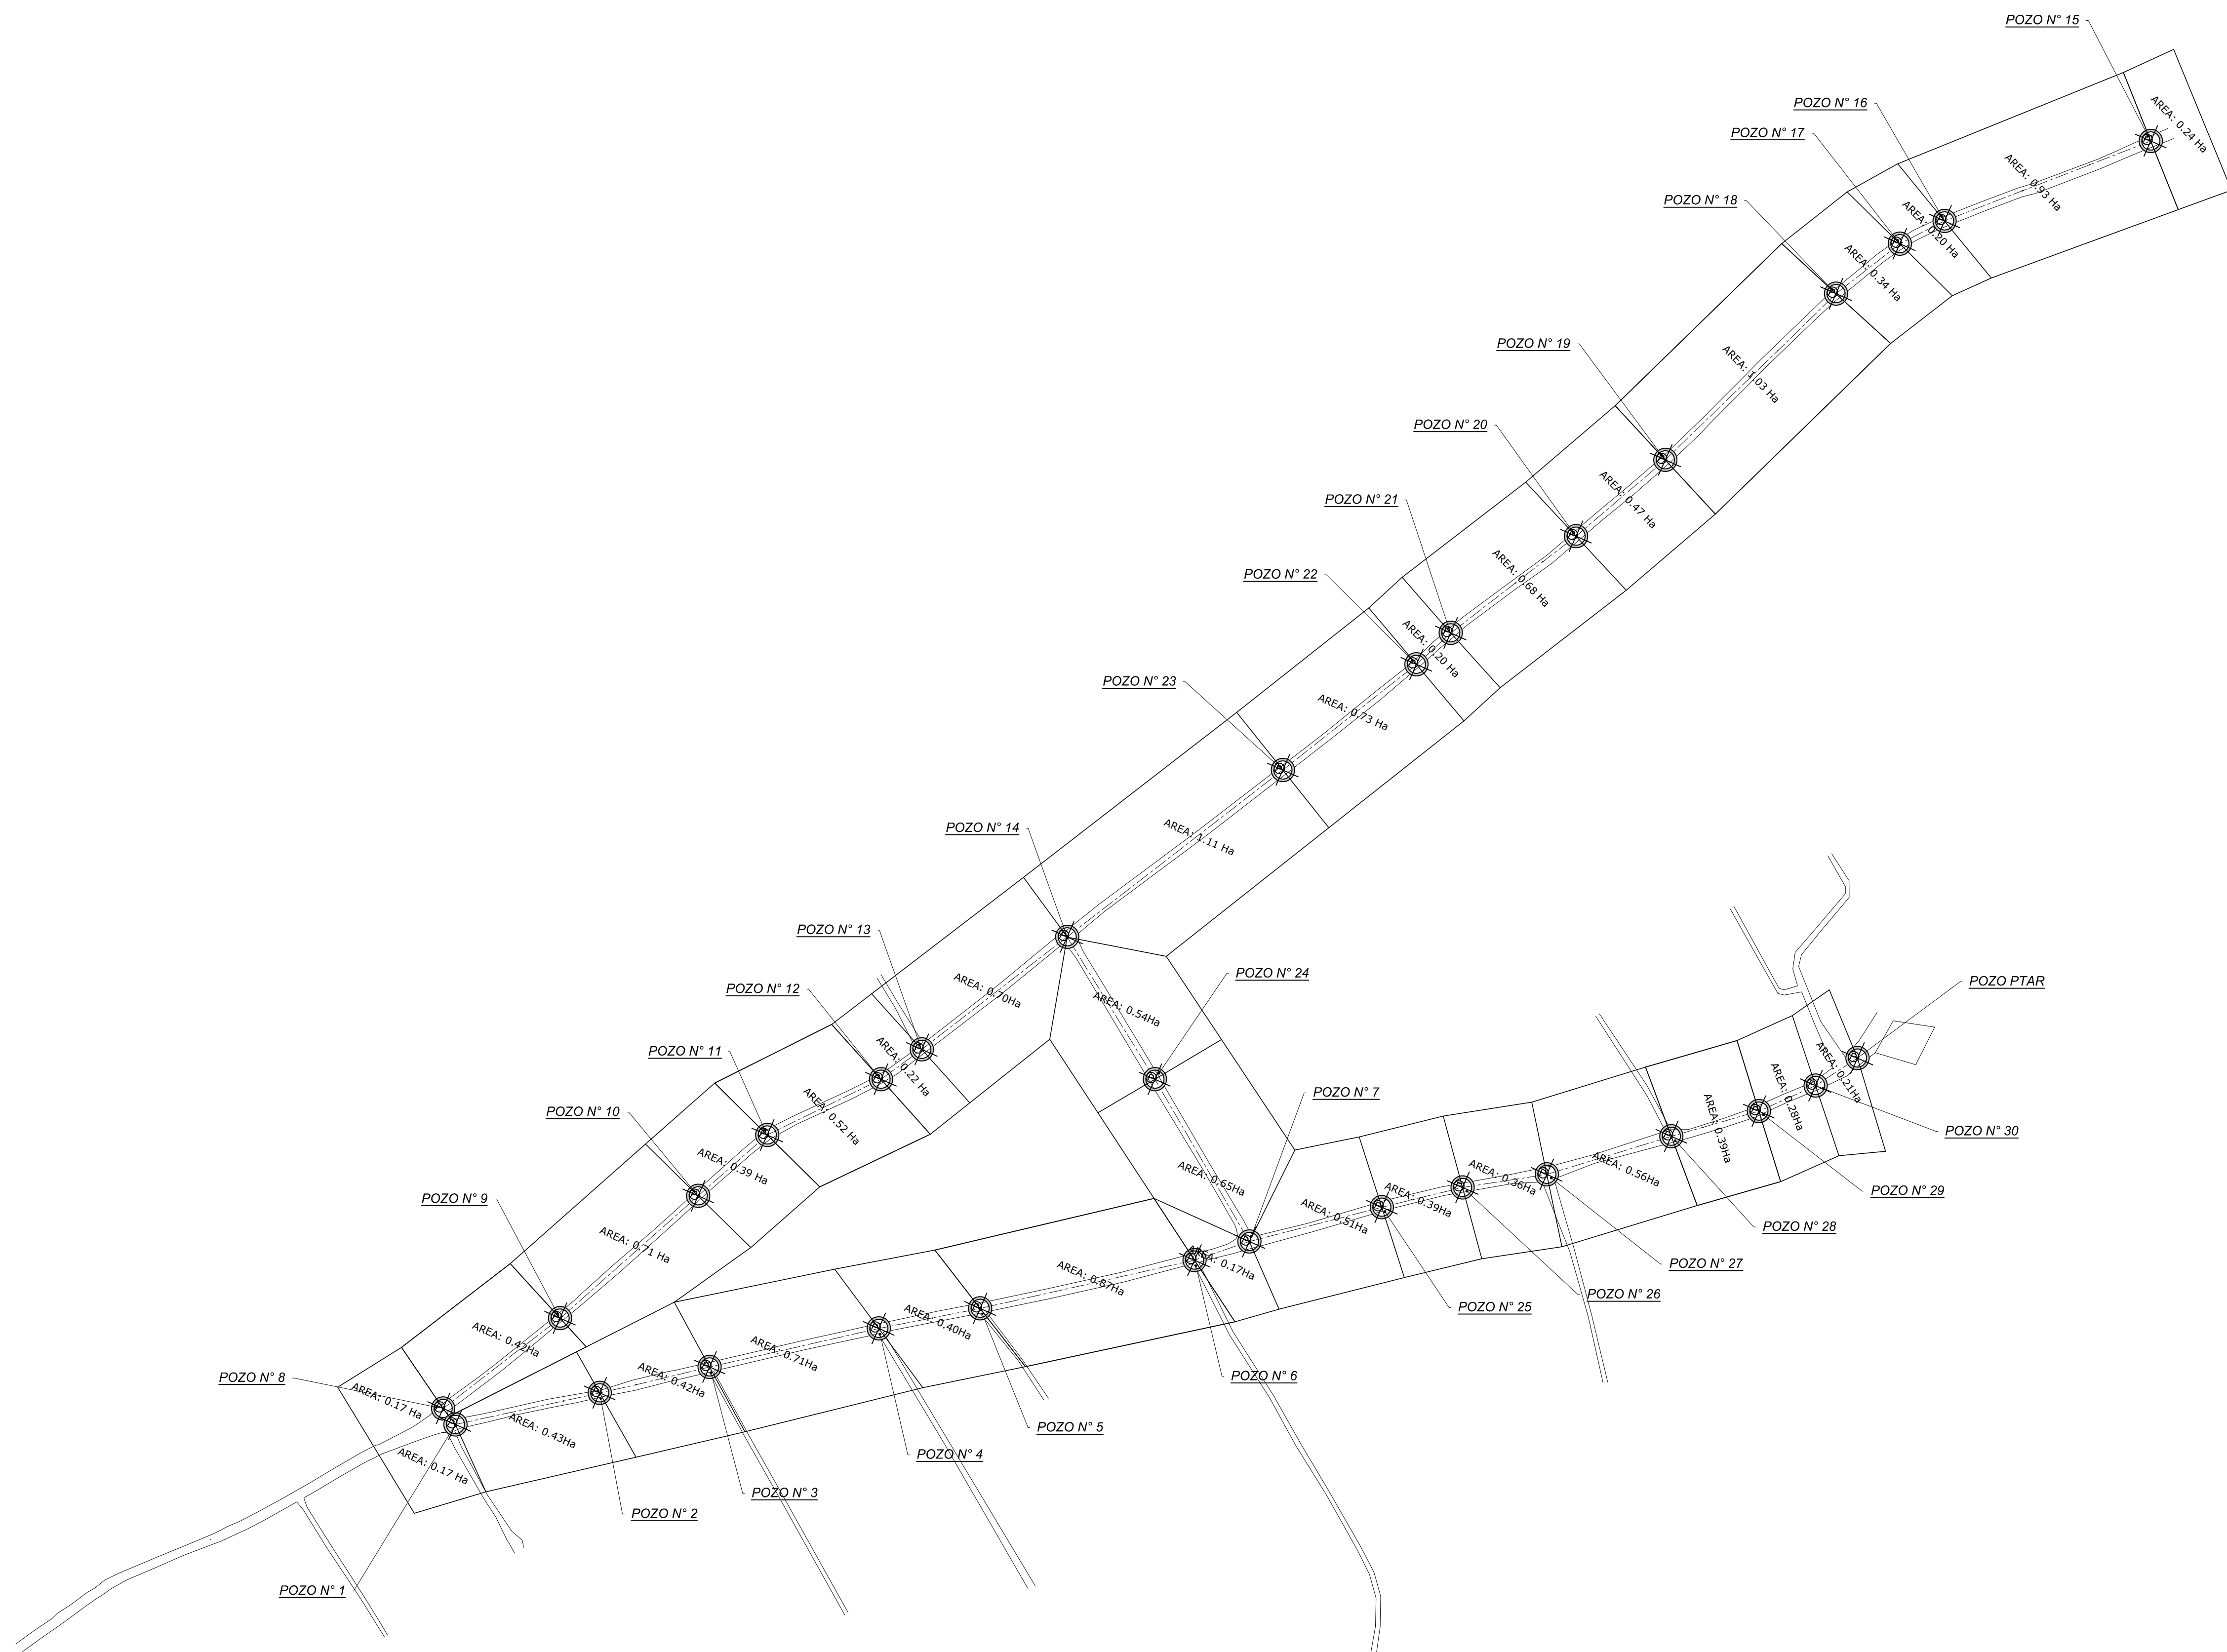 POZO N° 15
AREA: 0.24 Ha
POZO N° 16
POZO N° 17
AREA: 0.93 Ha
POZO N° 18
AREA: 0.20 Ha
AREA: 0.34 Ha
POZO N° 19
AREA: 1.03 Ha
POZO N° 20
AREA: 0.47 Ha
POZO N° 21
AREA: 0.68 Ha
POZO N° 22
AREA: 0.20 Ha
POZO N° 23
AREA: 0.73 Ha
POZO N° 14
AREA: 1.11 Ha
POZO N° 13
POZO N° 24
POZO PTAR
POZO N° 12
AREA: 0.70Ha
AREA: 0.54Ha
POZO N° 11
AREA: 0.22 Ha
AREA: 0.21Ha
POZO N° 7
AREA: 0.28Ha
POZO N° 10
AREA: 0.52 Ha
AREA: 0.39Ha
POZO N° 30
AREA: 0.39 Ha
AREA: 0.65Ha
AREA: 0.36Ha
AREA: 0.56Ha
POZO N° 9
AREA: 0.39Ha
POZO N° 29
AREA: 0.51Ha
POZO N° 28
AREA: 0.71 Ha
AREA: 0.17Ha
POZO N° 27
AREA: 0.87Ha
POZO N° 26
POZO N° 25
AREA: 0.40Ha
AREA: 0.42Ha
AREA: 0.71Ha
POZO N° 8
POZO N° 6
AREA: 0.42Ha
AREA: 0.17 Ha
AREA: 0.43Ha
POZO N° 5
POZO N° 4
AREA: 0.17 Ha
POZO N° 3
POZO N° 2
POZO N° 1